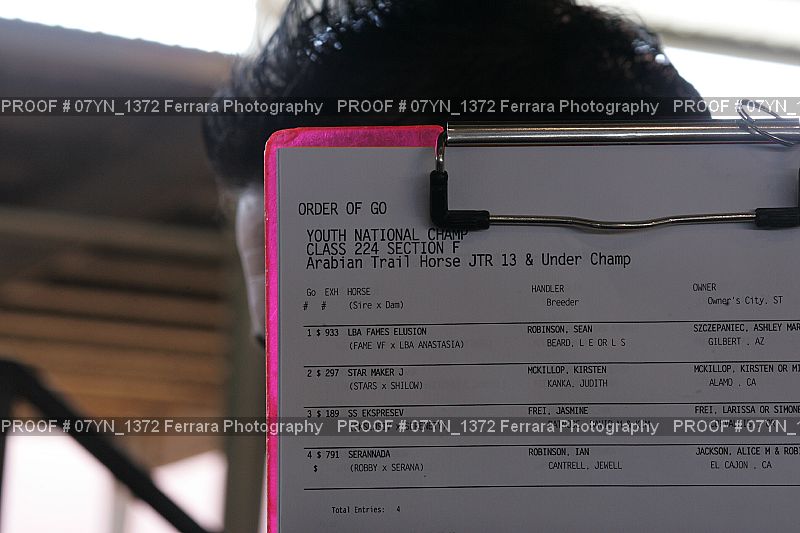 PROOF # 07YN_1372 Ferrara Photography PROOF # 07YN_1372 Ferrara Photography PROOF # 07YN_1
ORDER OF GO
YOUTH NATIONAL CHAMP
CLASS 224 SECTION F
Arabian Trail Horse JTR 13 & Under Champ
Go EXH HORSE HANDLER OWNER
# # (Sire x Dam) Breeder Owner's City, ST
1 $ 933 LBA FAMES ELUSION ROBINSON, SEAN SZCZEPANIEC, ASHLEY MAR
(FAME VF x LBA ANASTASIA) BEARD, L E OR L S GILBERT , AZ
2 $ 297 STAR MAKER J MCKILLOP, KIRSTEN MCKILLOP, KIRSTEN OR MI
(STARS x SHILOW) KANKA, JUDITH ALAMO , CA
3 $ 189 SS EKSPRESEV FREI, JASMINE FREI, LARISSA OR SIMONE
PROOF # 07YN_1372 Ferrara Photography PROOF # 07YN_1372 Ferrara Photography PROOF # 07YN_1
4 $ 791 SERANNADA ROBINSON, IAN JACKSON, ALICE M & ROBI
$ (ROBBY x SERANA) CANTRELL, JEWELL EL CAJON , CA
Total Entries: 4